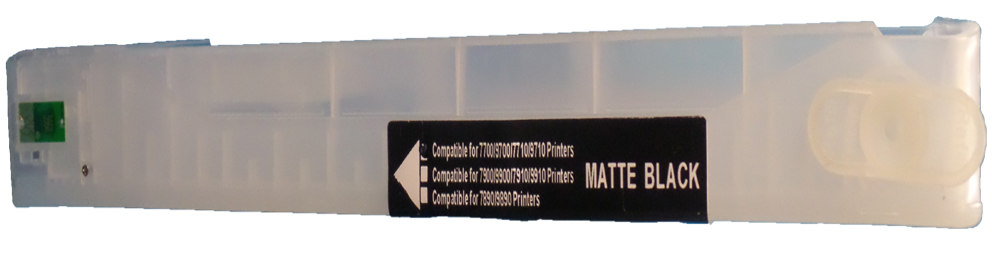 Compatible for 7700/9700/7710/9710 Printers
Compatible for 7900/9900/7910/9910 Printers
Compatible for 7890/9890 Printers
MATTE BLACK